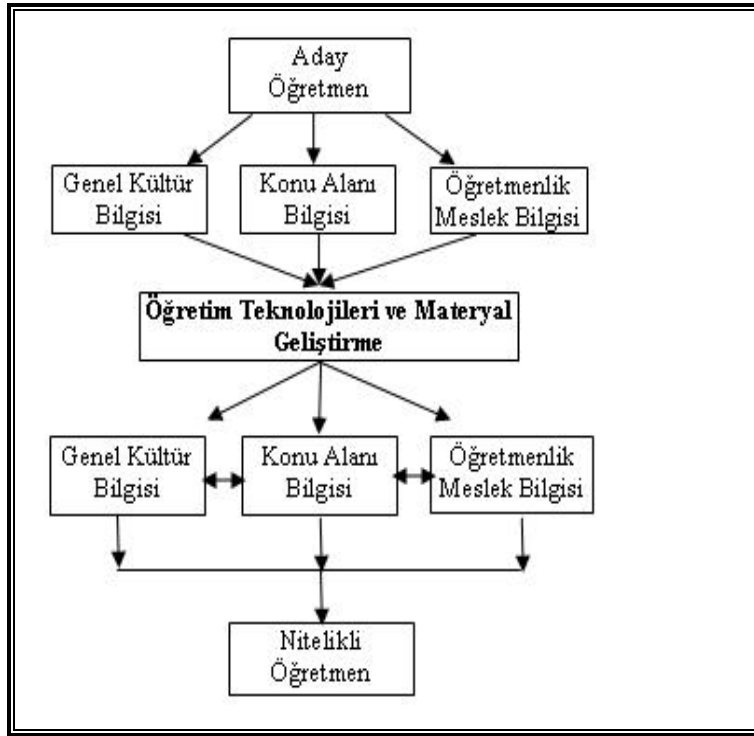 Aday
Öğretmen
Genel Kültür
Bilgisi
Konu Alanı
Bilgisi
Öğretmenlik
Meslek Bilgisi
Öğretim Teknolojileri ve Materyal
Geliştirme
Genel Kültür
Bilgisi
Konu Alanı
Bilgisi
Öğretmenlik
Meslek Bilgisi
Nitelikli
Öğretmen